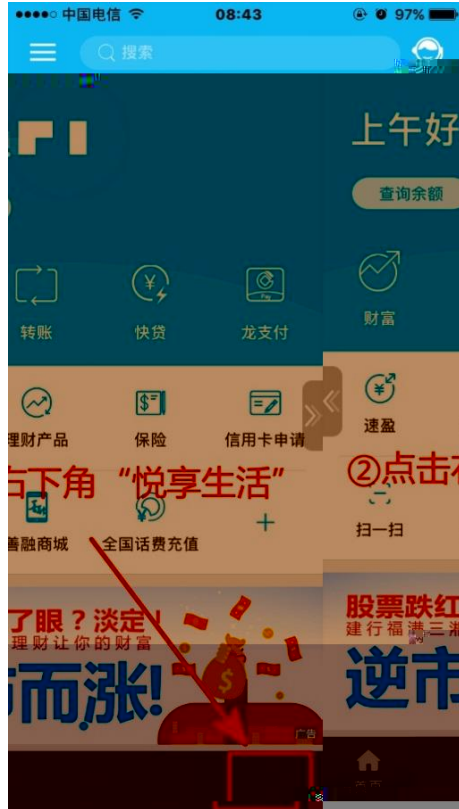 中国电信 08:43 97%
搜索
上午好
查询余额
转账 快贷 龙支付 财富
理财产品 保险 信用卡申请 速盈
右下角“悦享生活” ②点击右
善融商城 全国话费充值 扫一扫
了眼？淡定！ 股票跌红
理财让你的财富 建行福满三湘
而涨! 逆市
广告
首页